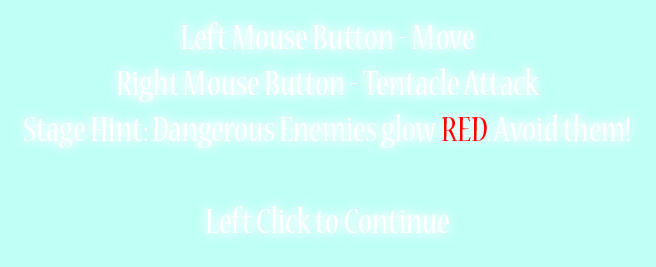 Left Mouse Button - Move
Right Mouse Button - Tentacle Attack
Stage Hint: Dangerous Enemies glow RED. Avoid them!
Left Click to Continue